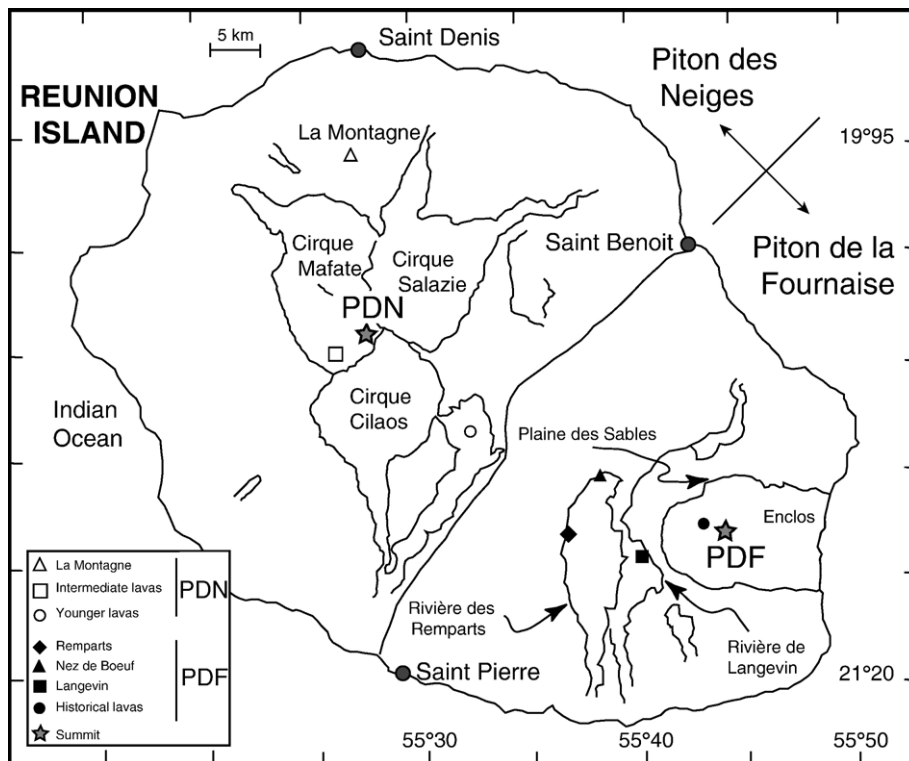 5 km
Saint Denis
REUNION
ISLAND
Piton des
Neiges
La Montagne
19°95
Cirque
Mafate
Cirque
Salazie
Saint Benoit
Piton de la
Fournaise
PDN
Cirque
Cilaos
Indian
Ocean
Plaine des Sables
Enclos
PDF
Rivière des
Remparts
Rivière de
Langevin
La Montagne
Intermediate lavas
Younger lavas
PDN
Remparts
Nez de Boeuf
Langevin
Historical lavas
PDF
Summit
Saint Pierre
21°20
55°30
55°40
55°50